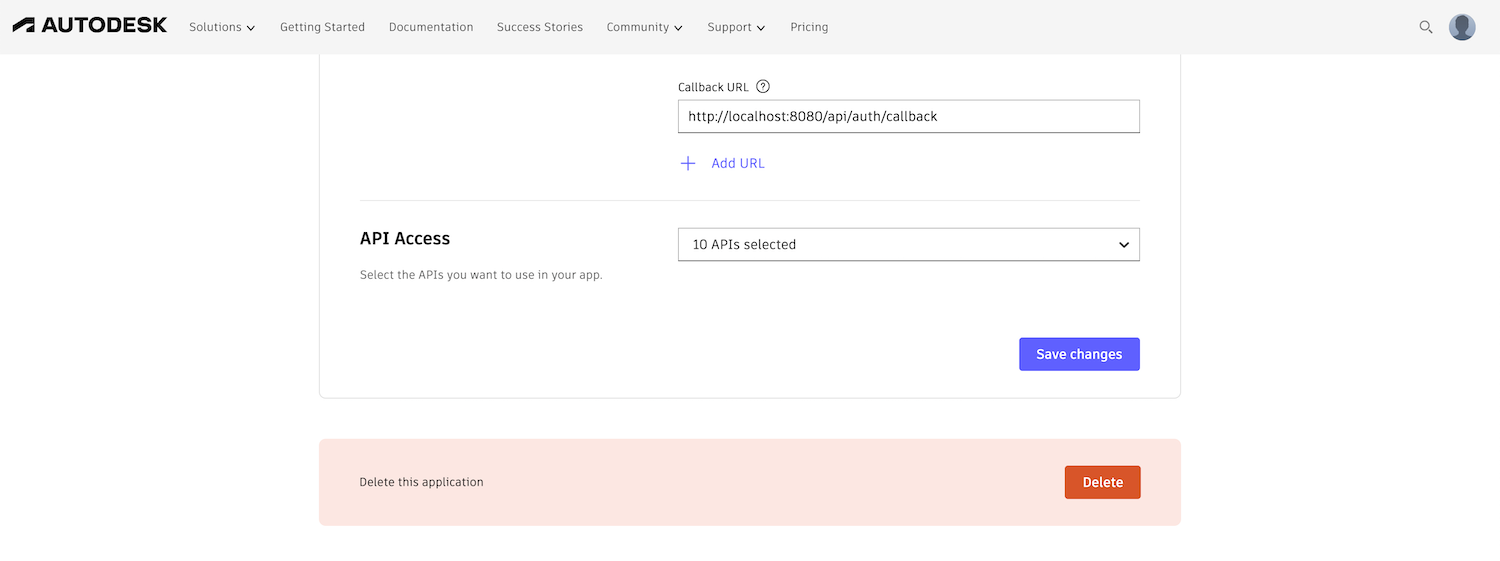 AUTODESK Solutions Getting Started Documentation Success Stories Community Support Pricing
Callback URL ?
http://localhost:8080/api/auth/callback
+ Add URL
API Access
10 APIs selected
Select the APIs you want to use in your app.
Save changes
Delete this application
Delete